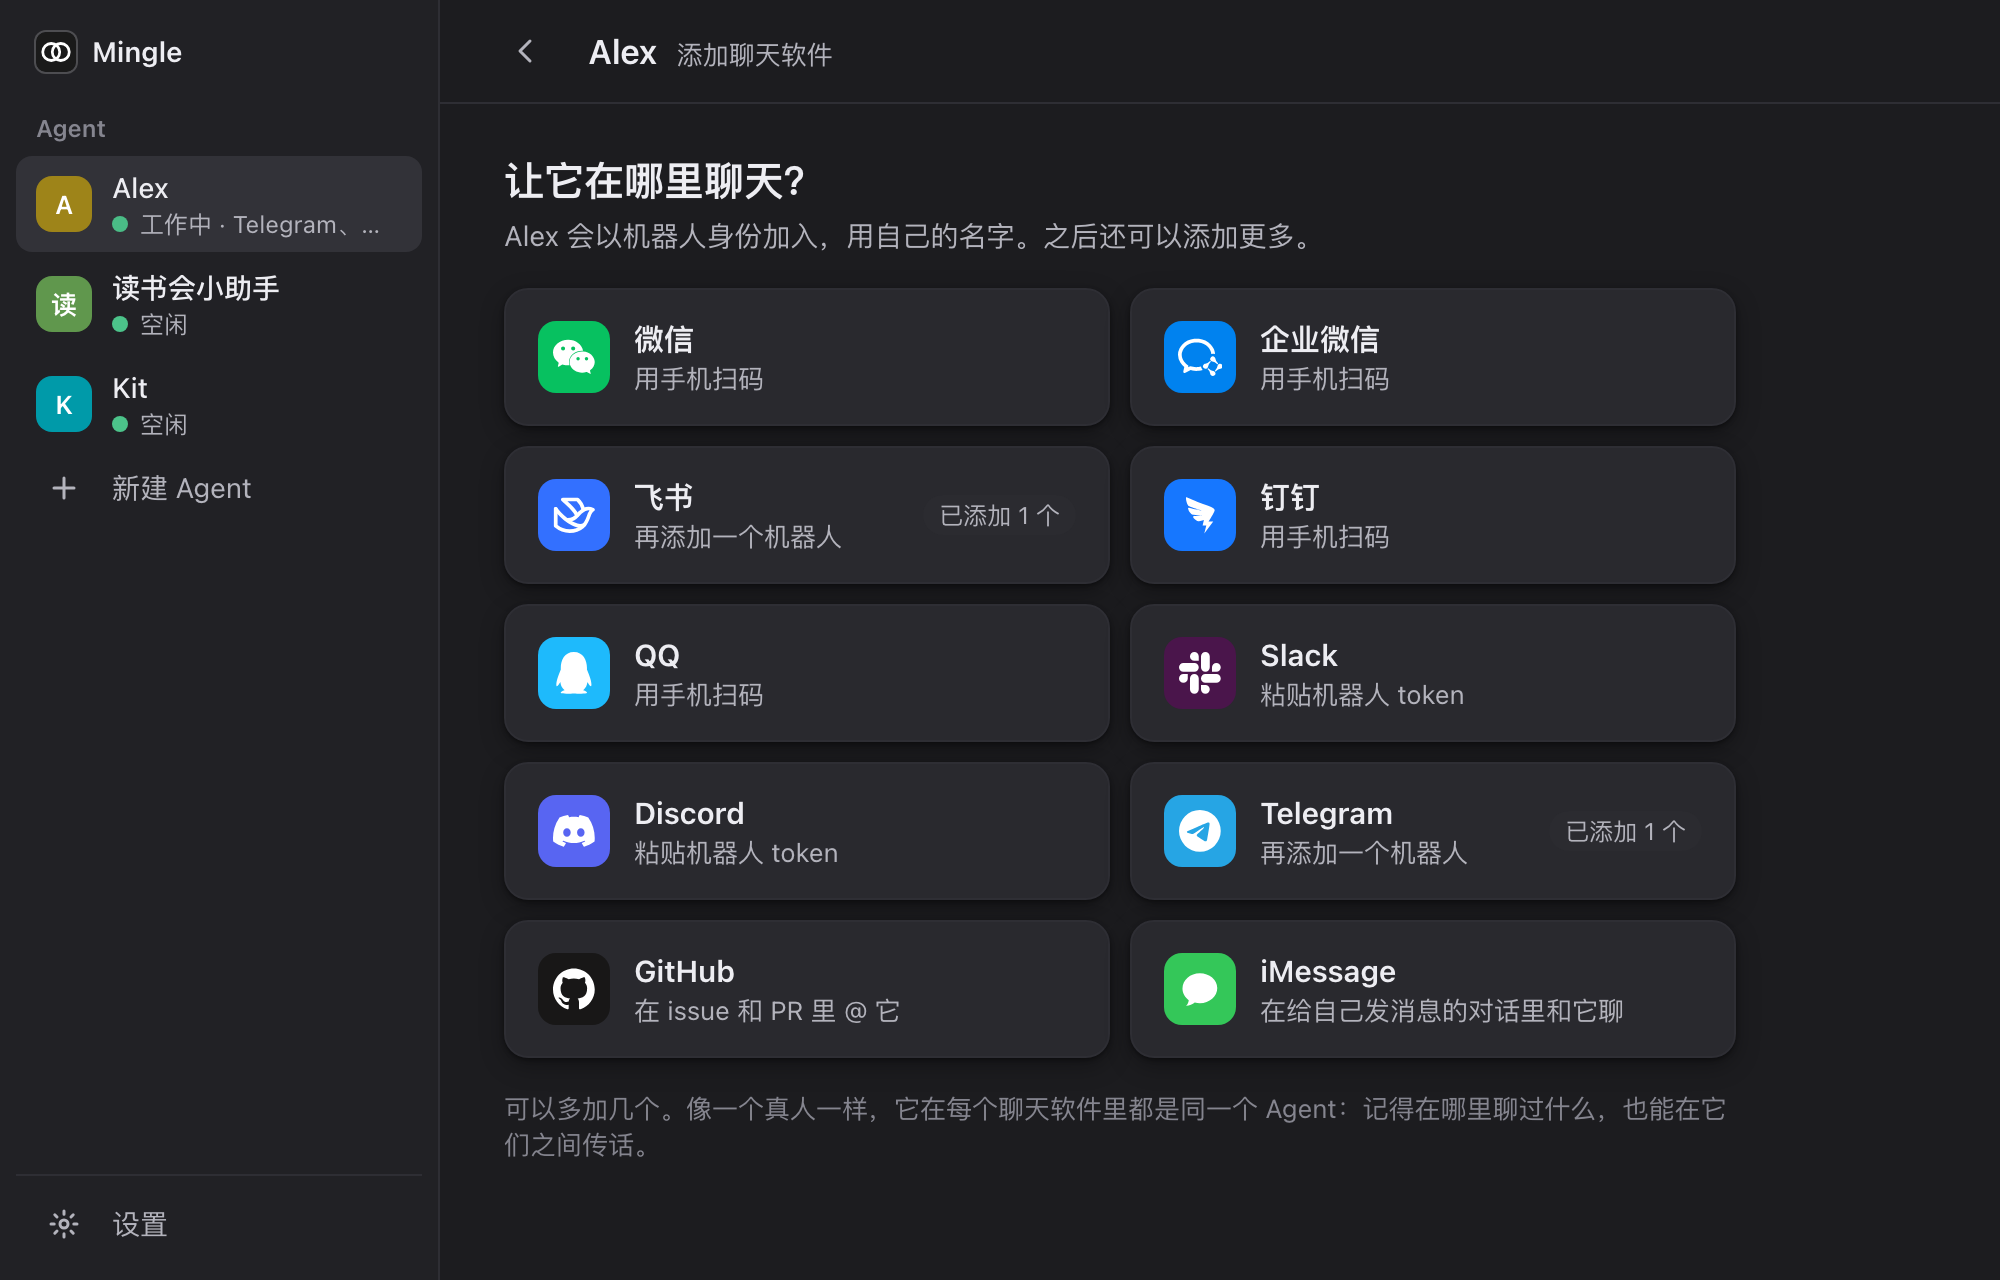 Mingle
Agent
A
Alex
工作中 · Telegram、...
读
读书会小助手
空闲
K
Kit
空闲
新建 Agent
设置
Alex 添加聊天软件
让它在哪里聊天?
Alex 会以机器人身份加入，用自己的名字。之后还可以添加更多。
微信
用手机扫码
企业微信
用手机扫码
飞书
再添加一个机器人
已添加 1 个
钉钉
用手机扫码
QQ
用手机扫码
Slack
粘贴机器人 token
Discord
粘贴机器人 token
Telegram
再添加一个机器人
已添加 1 个
GitHub
在 issue 和 PR 里 @ 它
iMessage
在给自己发消息的对话里和它聊
可以多加几个。像一个真人一样，它在每个聊天软件里都是同一个 Agent：记得在哪里聊过什么，也能在它
们之间传话。